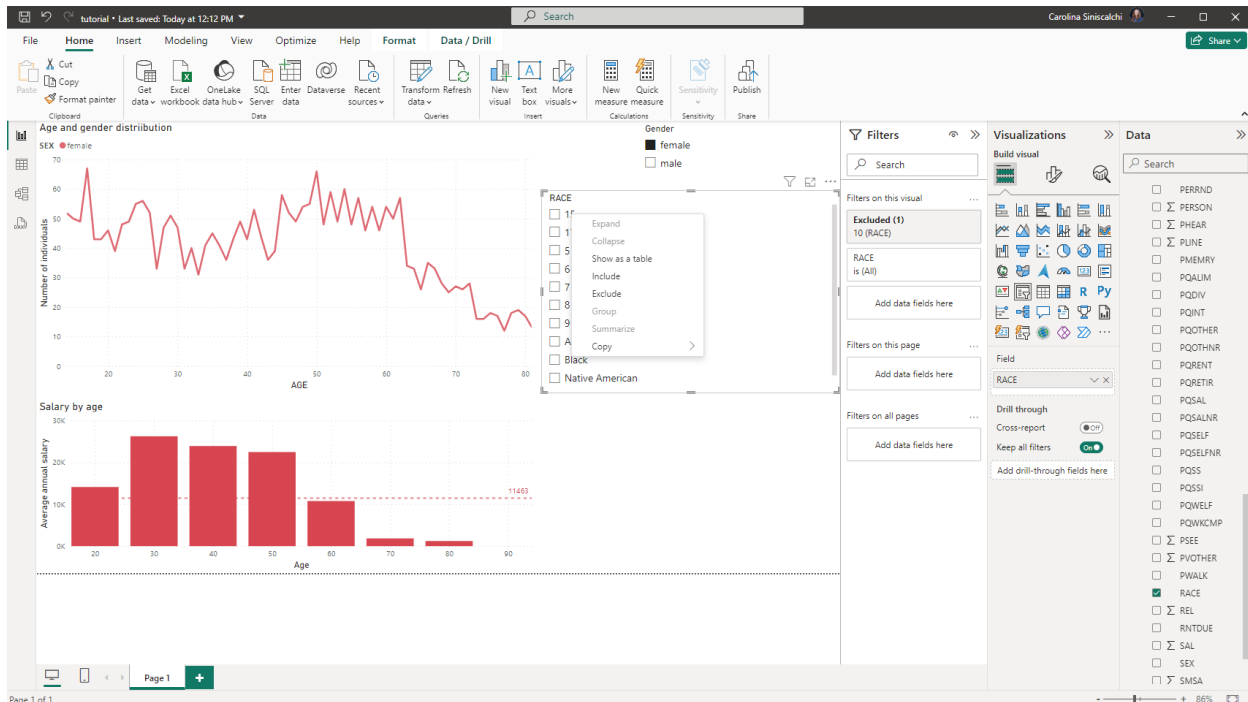 tutorial • Last saved: Today at 12:12 PM
Search
Carolina Siniscalchi
File Home Insert Modeling View Optimize Help Format Data / Drill
Share
Paste
Cut
Copy
Format painter
Clipboard
Get data
Excel workbook
OneLake data hub
SQL Server
Enter data
Dataverse
Recent sources
Data
Transform data
Refresh
Queries
New visual
Text box
More visuals
Insert
New measure
Quick measure
Calculations
Sensitivity
Sensitivity
Publish
Share
Age and gender distriibution
SEX female
Number of individuals
70
60
50
40
30
20
10
0
20 30 40 50 60 70 80
AGE
Gender
female
male
RACE
Black
Native American
Expand
Collapse
Show as a table
Include
Exclude
Group
Summarize
Copy
Salary by age
Average annual salary
30K
20K
10K
0K
11463
20 30 40 50 60 70 80 90
Age
Filters
Search
Filters on this visual
Excluded (1)
10 (RACE)
RACE
is (All)
Add data fields here
Filters on this page
Add data fields here
Filters on all pages
Add data fields here
Visualizations
Build visual
R Py
Field
RACE
Drill through
Cross-report Off
Keep all filters On
Add drill-through fields here
Data
Search
PERRND
PERSON
PHEAR
PLINE
PMEMRY
PQALIM
PQDIV
PQINT
PQOTHER
PQOTHNR
PQRENT
PQRETIR
PQSAL
PQSALNR
PQSELF
PQSELFNR
PQSS
PQSSI
PQWELF
PQWKCMP
PSEE
PVOTHER
PWALK
RACE
REL
RNTDUE
SAL
SEX
SMSA
Page 1
Page 1 of 1
86%